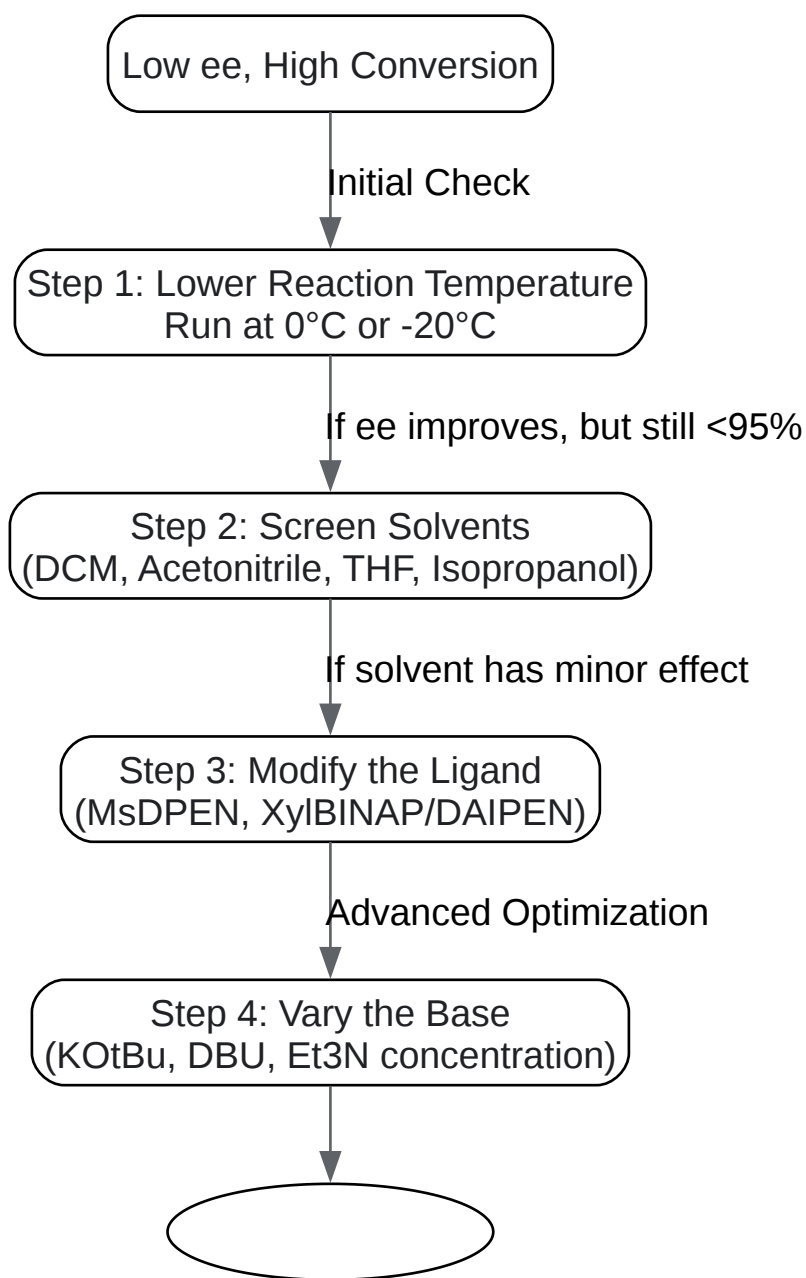 Low ee, High Conversion
Initial Check
Step 1: Lower Reaction Temperature
Run at 0°C or -20°C
If ee improves, but still <95%
Step 2: Screen Solvents
(DCM, Acetonitrile, THF, Isopropanol)
If solvent has minor effect
Step 3: Modify the Ligand
(MsDPEN, XylBINAP/DAIPEN)
Advanced Optimization
Step 4: Vary the Base
(KOtBu, DBU, Et3N concentration)